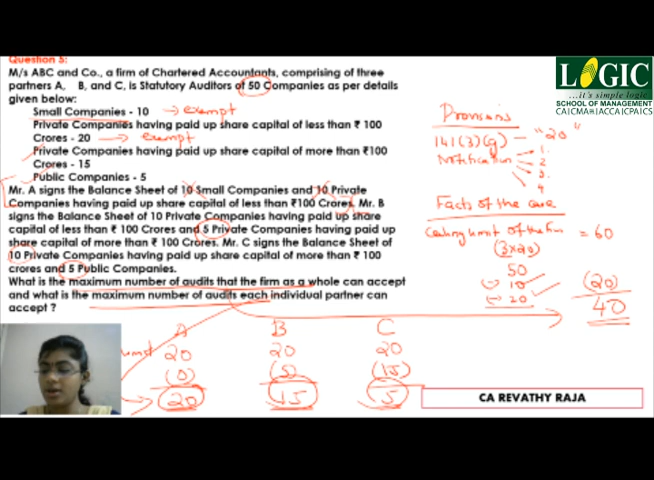 Question 5:
M/s ABC and Co., a firm of Chartered Accountants, comprising of three
partners A, B, and C, is Statutory Auditors of 50 Companies as per details
given below:
Small Companies - 10 → exempt
Private Companies having paid up share capital of less than ₹ 100
Crores - 20 → exempt
Private Companies having paid up share capital of more than ₹100
Crores - 15
Public Companies - 5
Mr. A signs the Balance Sheet of 10 Small Companies and 10 Private
Companies having paid up share capital of less than ₹100 Crores. Mr. B
signs the Balance Sheet of 10 Private Companies having paid up share
capital of less than ₹ 100 Crores and 5 Private Companies having paid up
share capital of more than ₹ 100 Crores. Mr. C signs the Balance Sheet of
10 Private Companies having paid up share capital of more than ₹ 100
crores and 5 Public Companies.
What is the maximum number of audits that the firm as a whole can accept
and what is the maximum number of audits each individual partner can
accept ?
A B C
limit 20 20 20
(0) (5) (15)
20 15 5
LOGIC
...it's simple logic
SCHOOL OF MANAGEMENT
CA|CMA|ACCA|CPA|CS
Provisions
141(3)(g) - "20"
Notification 1.
2
3.
4
Facts of the case
Ceiling limit of the firm = 60
(3x20)
50
(-) 10
(-) 20
(20)
40
CA REVATHY RAJA